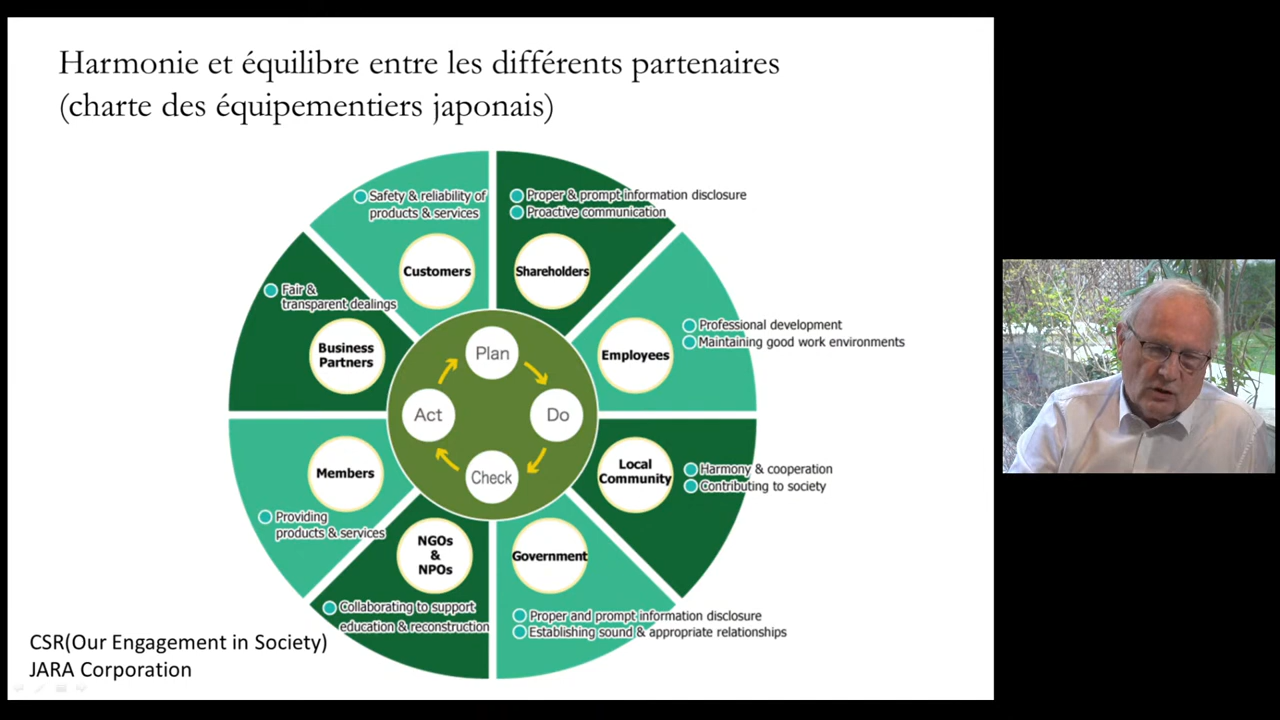 Harmonie et équilibre entre les différents partenaires
(charte des équipementiers japonais)
Safety & reliability of
products & services
Customers
Proper & prompt information disclosure
Proactive communication
Shareholders
Fair &
transparent dealings
Business
Partners
Professional development
Maintaining good work environments
Employees
Plan
Act
Do
Check
Members
Providing
products & services
Local
Community
Harmony & cooperation
Contributing to society
NGOs
&
NPOs
Collaborating to support
education & reconstruction
Government
Proper and prompt information disclosure
Establishing sound & appropriate relationships
CSR(Our Engagement in Society)
JARA Corporation